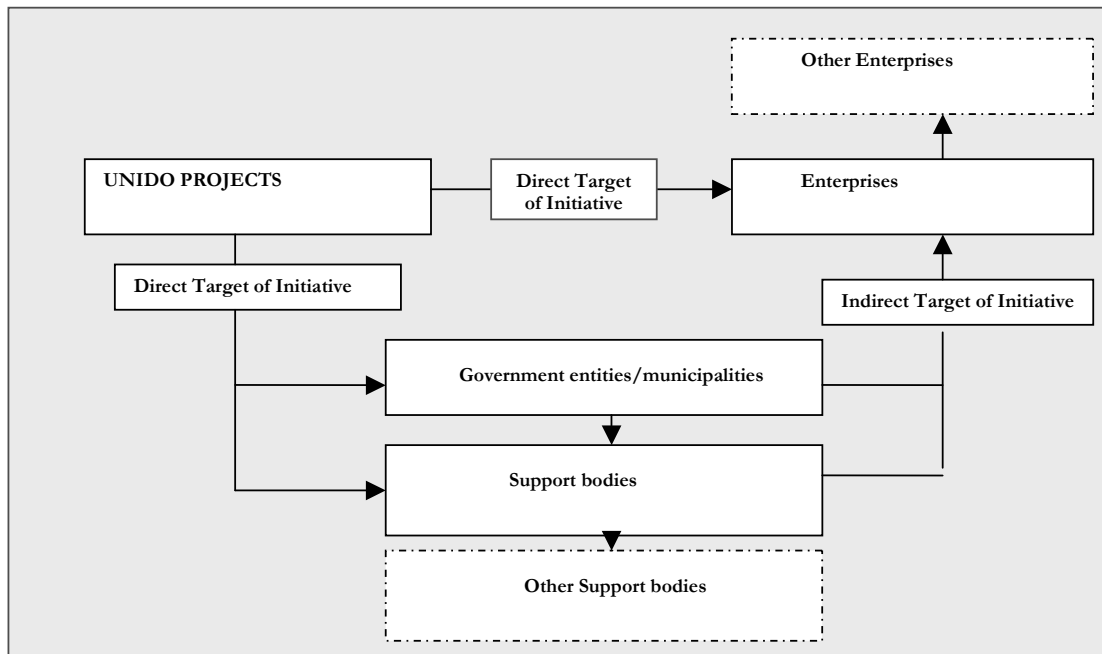 Other Enterprises
UNIDO PROJECTS
Direct Target
of Initiative
Enterprises
Direct Target of Initiative
Indirect Target of Initiative
Government entities/municipalities
Support bodies
Other Support bodies